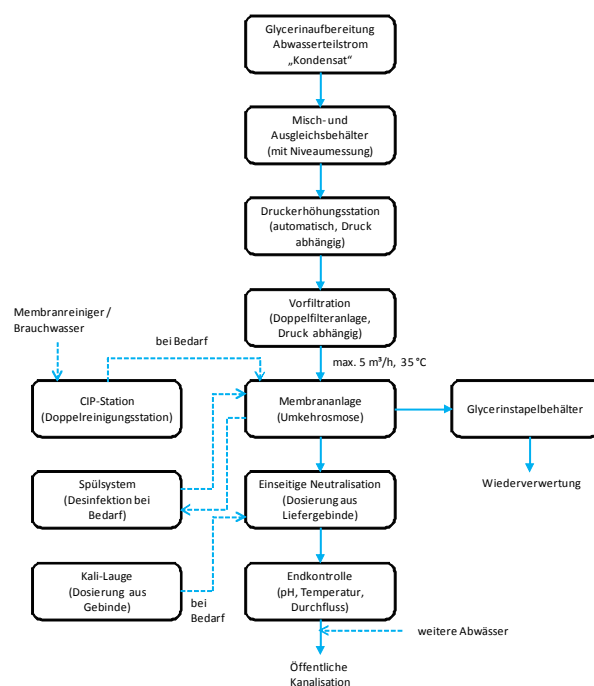 Glycerinaufbereitung
Abwasserteilstrom
„Kondensat“
Misch- und
Ausgleichsbehälter
(mit Niveaumessung)
Druckerhöhungsstation
(automatisch, Druck
abhängig)
Vorfiltration
(Doppelfilteranlage,
Druck abhängig)
Membranreiniger /
Brauchwasser
bei Bedarf
max. 5 m³/h, 35 °C
CIP-Station
(Doppelreinigungsstation)
Membrananlage
(Umkehrosmose)
Glycerinstapelbehälter
Spülsystem
(Desinfektion bei
Bedarf)
Einseitige Neutralisation
(Dosierung aus
Liefergebinde)
Wiederverwertung
Kali-Lauge
(Dosierung aus
Gebinde)
bei
Bedarf
Endkontrolle
(pH, Temperatur,
Durchfluss)
weitere Abwässer
Öffentliche
Kanalisation